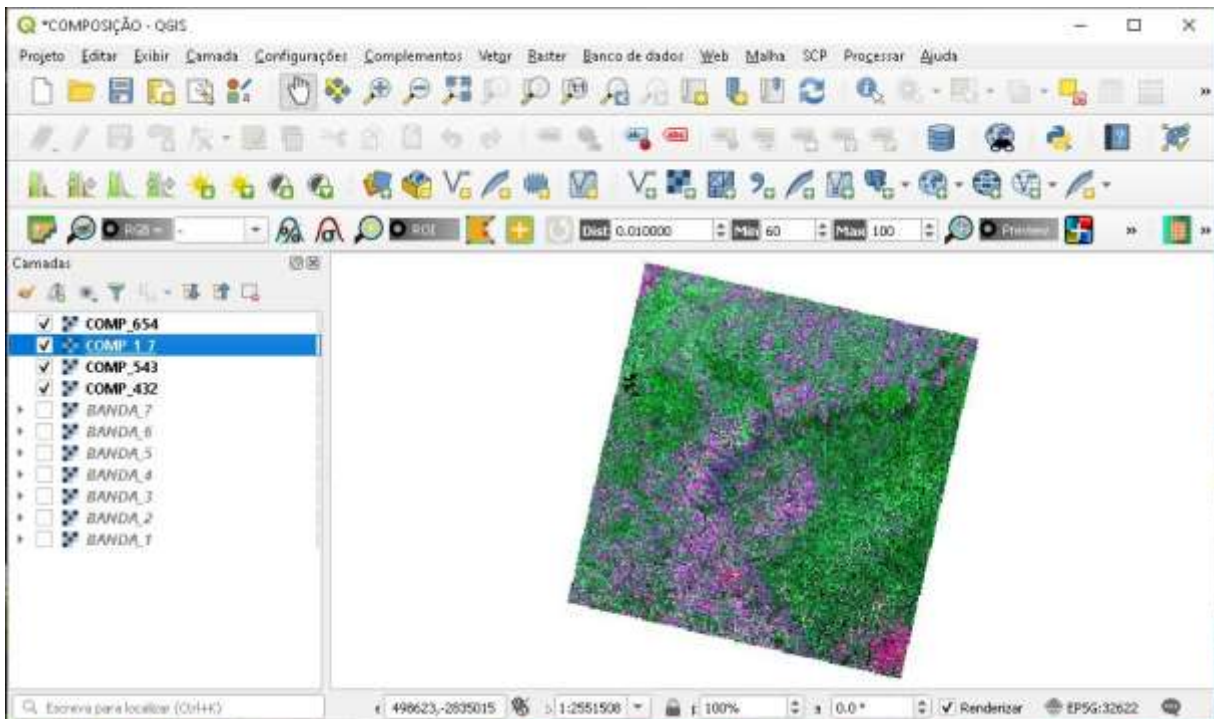 *COMPOSIÇÃO - QGIS
Projeto Editar Exibir Camada Configurações Complementos Vetor Raster Banco de dados Web Malha SCP Processar Ajuda
RGB = - ROI Dist 0.010000 Min 60 Max 100 Preview
Camadas
COMP_654
COMP_1_7
COMP_543
COMP_432
BANDA_7
BANDA_6
BANDA_5
BANDA_4
BANDA_3
BANDA_2
BANDA_1
Escreva para localizar (Ctrl+K) 498623,-2835015 1:2551508 100% 0.0 ° Renderizar EPSG:32622